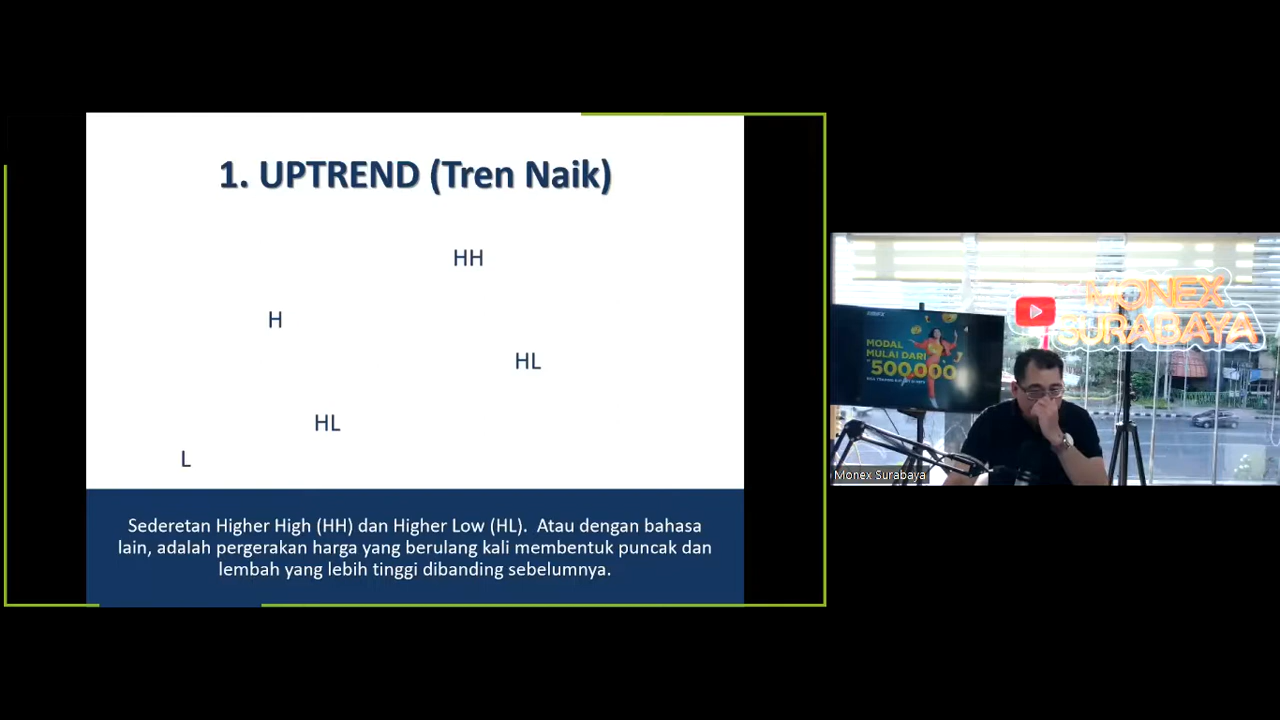 1. UPTREND (Tren Naik)
HH
H
HL
HL
L
Sederetan Higher High (HH) dan Higher Low (HL). Atau dengan bahasa
lain, adalah pergerakan harga yang berulang kali membentuk puncak dan
lembah yang lebih tinggi dibanding sebelumnya.
MONEX
SURABAYA
MODAL
MULAI DARI
500.000
Monex Surabaya